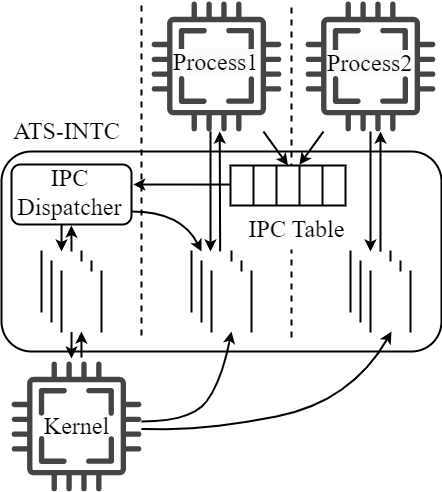 Process1
Process2
ATS-INTC
IPC
Dispatcher
IPC Table
Kernel